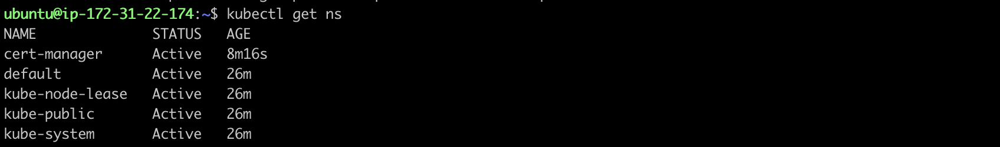 ubuntu@ip-172-31-22-174:~$ kubectl get ns
NAME              STATUS   AGE
cert-manager      Active   8m16s
default           Active   26m
kube-node-lease   Active   26m
kube-public       Active   26m
kube-system       Active   26m